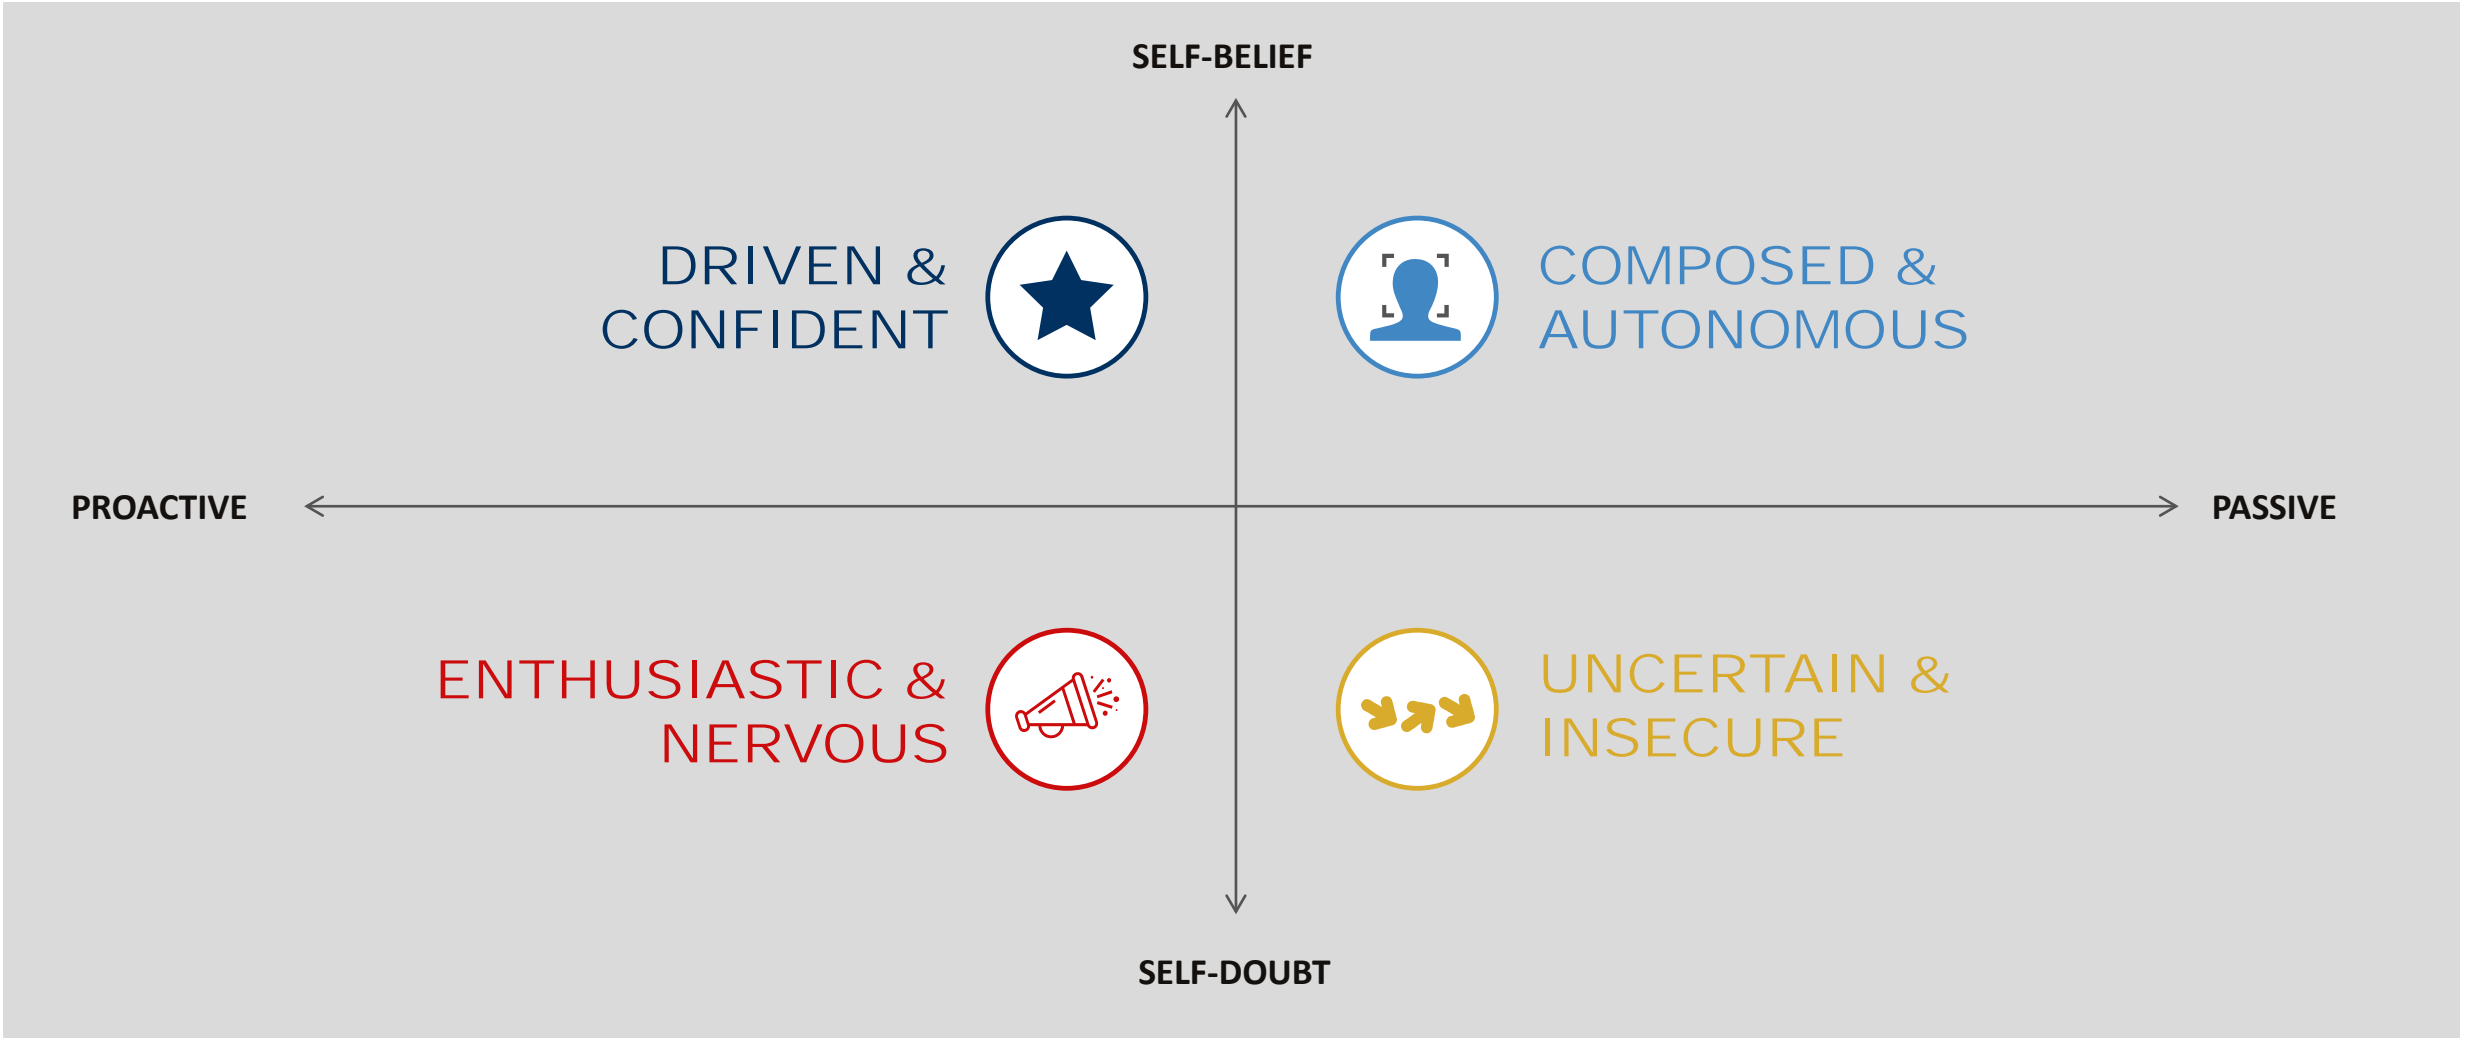 SELF-BELIEF
DRIVEN &
CONFIDENT
COMPOSED &
AUTONOMOUS
PROACTIVE
PASSIVE
ENTHUSIASTIC &
NERVOUS
UNCERTAIN &
INSECURE
SELF-DOUBT